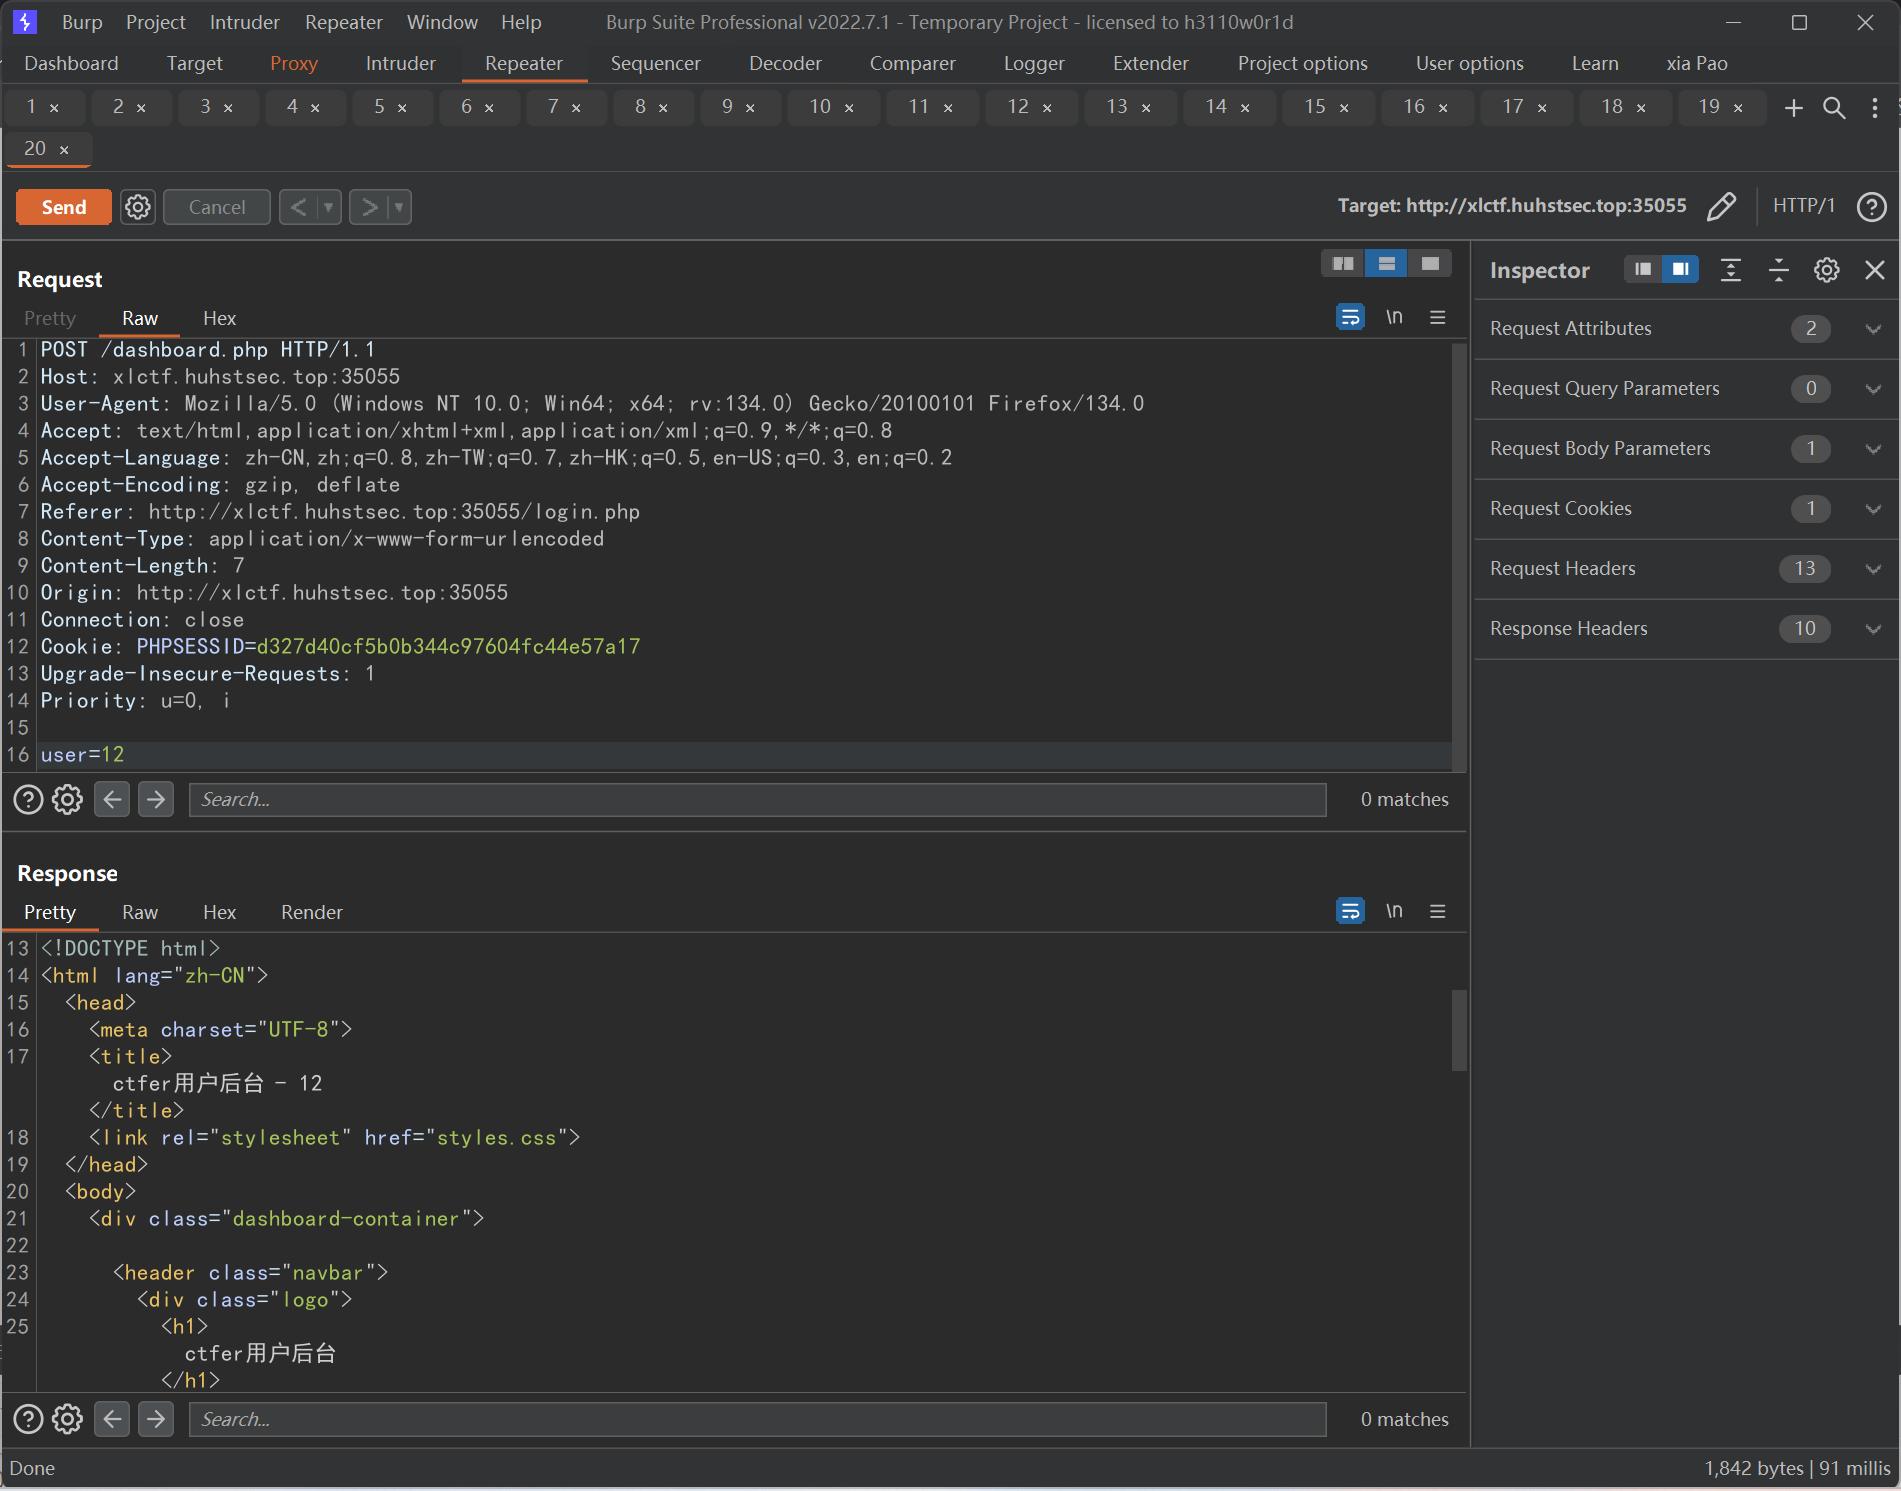 Burp Project Intruder Repeater Window Help Burp Suite Professional v2022.7.1 - Temporary Project - licensed to h3110w0r1d
Dashboard Target Proxy Intruder Repeater Sequencer Decoder Comparer Logger Extender Project options User options Learn xia Pao
1 × 2 × 3 × 4 × 5 × 6 × 7 × 8 × 9 × 10 × 11 × 12 × 13 × 14 × 15 × 16 × 17 × 18 × 19 ×
20 ×
Send Cancel < > Target: http://xlctf.huhstsec.top:35055 HTTP/1
Request
Pretty Raw Hex \n
1 POST /dashboard.php HTTP/1.1
2 Host: xlctf.huhstsec.top:35055
3 User-Agent: Mozilla/5.0 (Windows NT 10.0; Win64; x64; rv:134.0) Gecko/20100101 Firefox/134.0
4 Accept: text/html,application/xhtml+xml,application/xml;q=0.9,*/*;q=0.8
5 Accept-Language: zh-CN,zh;q=0.8,zh-TW;q=0.7,zh-HK;q=0.5,en-US;q=0.3,en;q=0.2
6 Accept-Encoding: gzip, deflate
7 Referer: http://xlctf.huhstsec.top:35055/login.php
8 Content-Type: application/x-www-form-urlencoded
9 Content-Length: 7
10 Origin: http://xlctf.huhstsec.top:35055
11 Connection: close
12 Cookie: PHPSESSID=d327d40cf5b0b344c97604fc44e57a17
13 Upgrade-Insecure-Requests: 1
14 Priority: u=0, i
15
16 user=12
Search... 0 matches
Response
Pretty Raw Hex Render \n
13 <!DOCTYPE html>
14 <html lang="zh-CN">
15 <head>
16 <meta charset="UTF-8">
17 <title>
ctfer用户后台 - 12
</title>
18 <link rel="stylesheet" href="styles.css">
19 </head>
20 <body>
21 <div class="dashboard-container">
22
23 <header class="navbar">
24 <div class="logo">
25 <h1>
ctfer用户后台
</h1>
Search... 0 matches
Inspector
Request Attributes 2
Request Query Parameters 0
Request Body Parameters 1
Request Cookies 1
Request Headers 13
Response Headers 10
Done 1,842 bytes | 91 millis